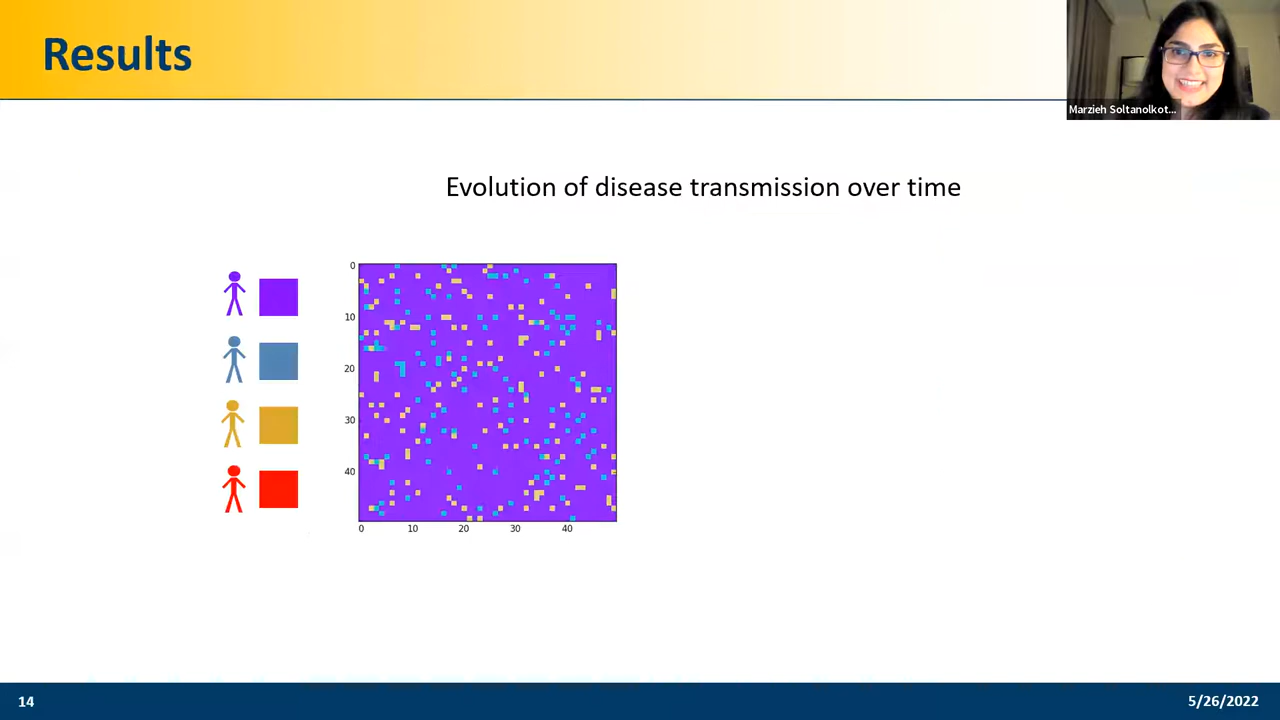 Results
Marzieh Soltanolkot...
Evolution of disease transmission over time
0
10
20
30
40
0 10 20 30 40
14
5/26/2022